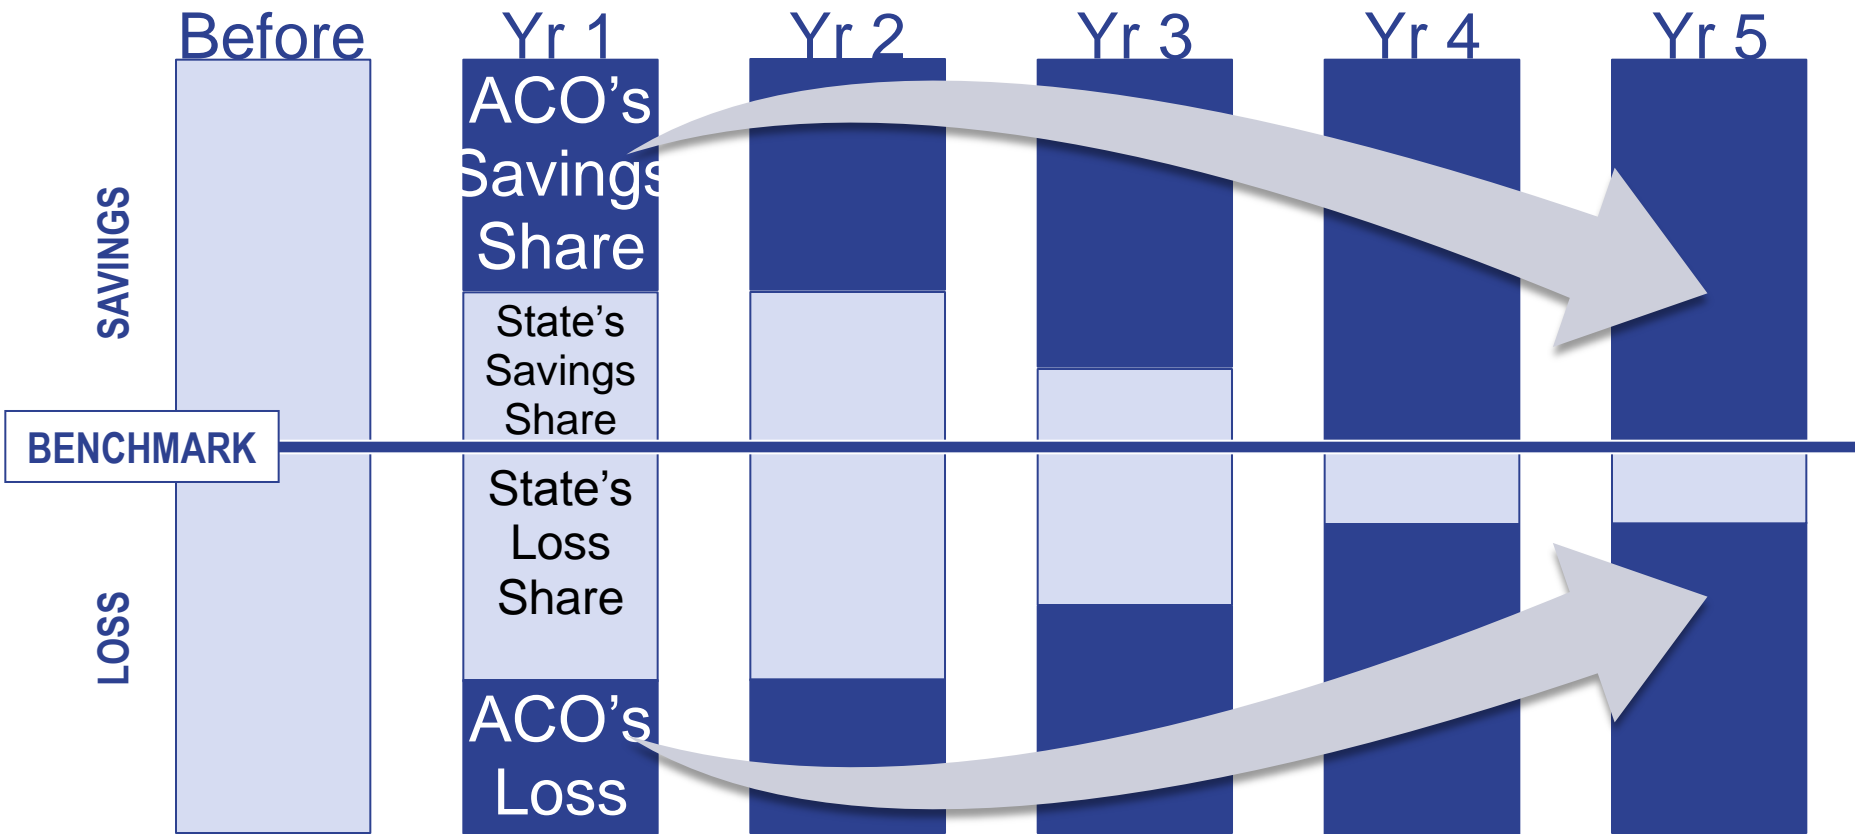 Before
Yr 1
Yr 2
Yr 3
Yr 4
Yr 5
ACO’s
Savings
Share
State’s
Savings
Share
SAVINGS
BENCHMARK
State’s
Loss
Share
LOSS
ACO’s
Loss